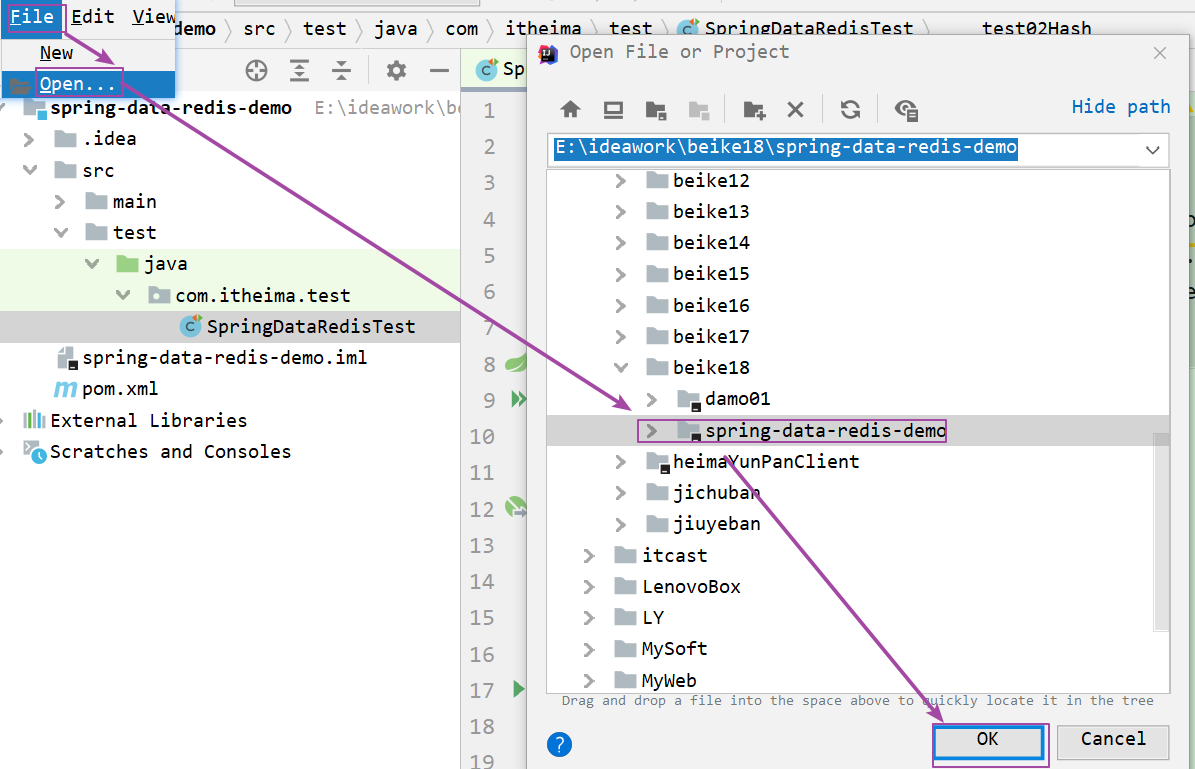 File Edit View
New
Open...
demo src test java com itheima test SpringDataRedisTest test02Hash
spring-data-redis-demo E:\ideawork\be
.idea
src
main
test
java
com.itheima.test
SpringDataRedisTest
spring-data-redis-demo.iml
pom.xml
External Libraries
Scratches and Consoles
Sp
1
2
3
4
5
6
7
8
9
10
11
12
13
14
15
16
17
18
19
Open File or Project
Hide path
E:\ideawork\beike18\spring-data-redis-demo
beike12
beike13
beike14
beike15
beike16
beike17
beike18
damo01
spring-data-redis-demo
heimaYunPanClient
jichuban
jiuyeban
itcast
LenovoBox
LY
MySoft
MyWeb
Drag and drop a file into the space above to quickly locate it in the tree
?
OK
Cancel